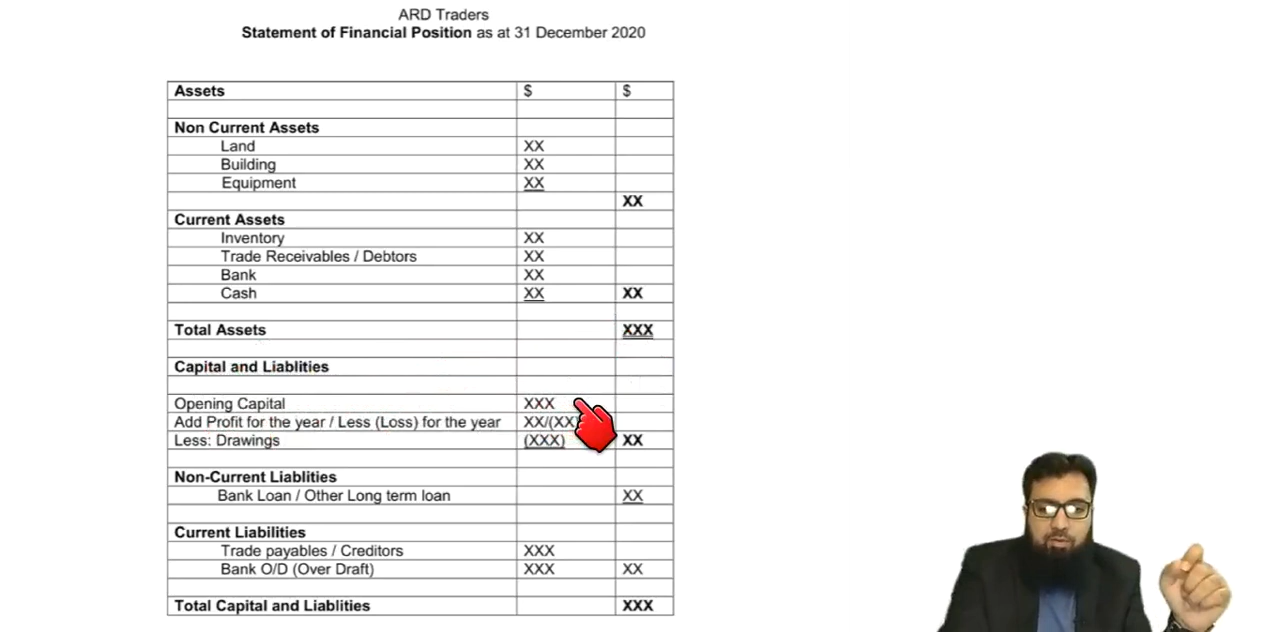 ARD Traders
Statement of Financial Position as at 31 December 2020
Assets $ $
Non Current Assets
Land XX
Building XX
Equipment XX
XX
Current Assets
Inventory XX
Trade Receivables / Debtors XX
Bank XX
Cash XX XX
Total Assets XXX
Capital and Liablities
Opening Capital XXX
Add Profit for the year / Less (Loss) for the year XX/(XX)
Less: Drawings (XXX) XX
Non-Current Liablities
Bank Loan / Other Long term loan XX
Current Liabilities
Trade payables / Creditors XXX
Bank O/D (Over Draft) XXX XX
Total Capital and Liablities XXX